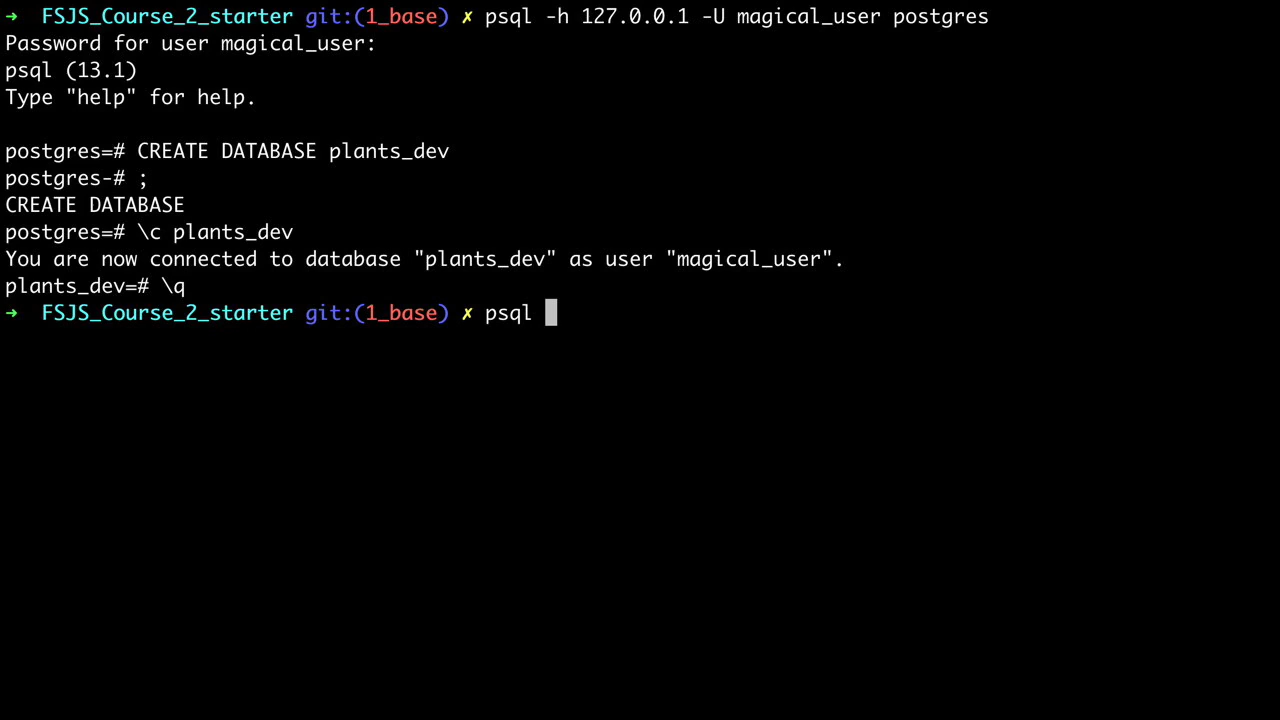 ➜  FSJS_Course_2_starter git:(1_base) ✗ psql -h 127.0.0.1 -U magical_user postgres
Password for user magical_user:
psql (13.1)
Type "help" for help.

postgres=# CREATE DATABASE plants_dev
postgres-# ;
CREATE DATABASE
postgres=# \c plants_dev
You are now connected to database "plants_dev" as user "magical_user".
plants_dev=# \q
➜  FSJS_Course_2_starter git:(1_base) ✗ psql